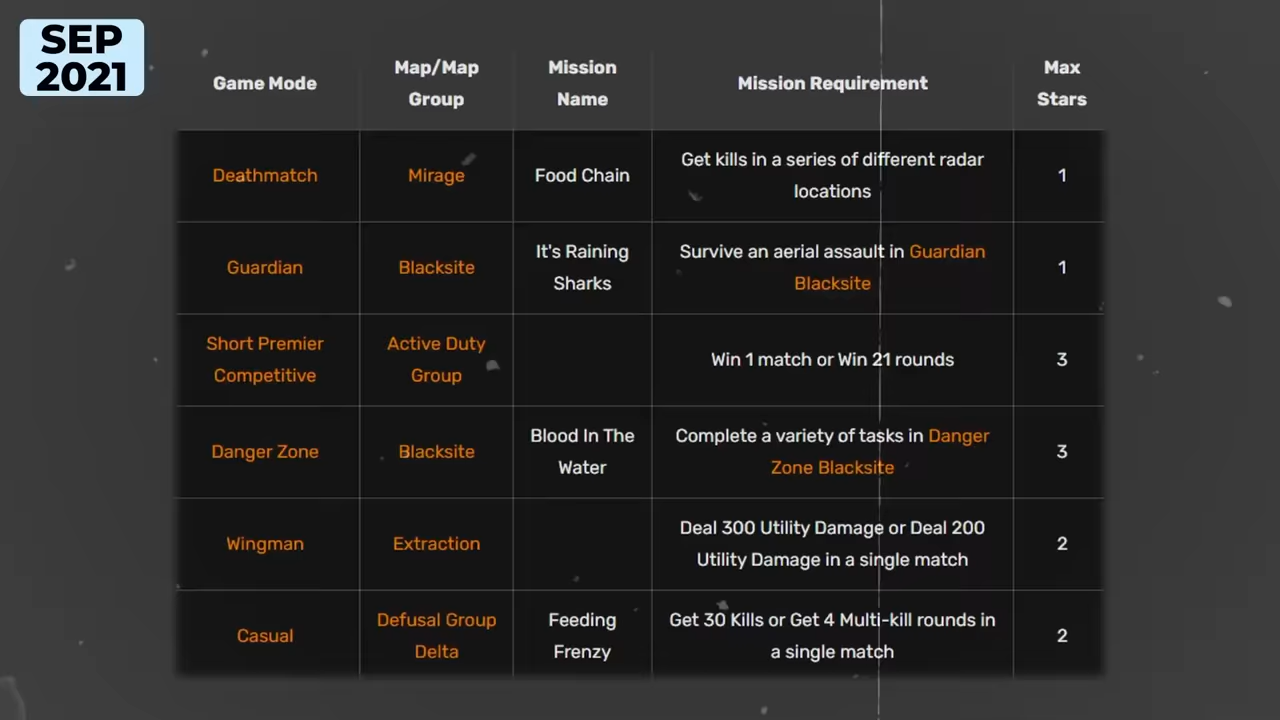 SEP
2021
Game Mode
Map/Map
Group
Mission
Name
Mission Requirement
Max
Stars
Deathmatch
Mirage
Food Chain
Get kills in a series of different radar
locations
1
Guardian
Blacksite
It's Raining
Sharks
Survive an aerial assault in Guardian
Blacksite
1
Short Premier
Competitive
Active Duty
Group
Win 1 match or Win 21 rounds
3
Danger Zone
Blacksite
Blood In The
Water
Complete a variety of tasks in Danger
Zone Blacksite
3
Wingman
Extraction
Deal 300 Utility Damage or Deal 200
Utility Damage in a single match
2
Casual
Defusal Group
Delta
Feeding
Frenzy
Get 30 Kills or Get 4 Multi-kill rounds in
a single match
2